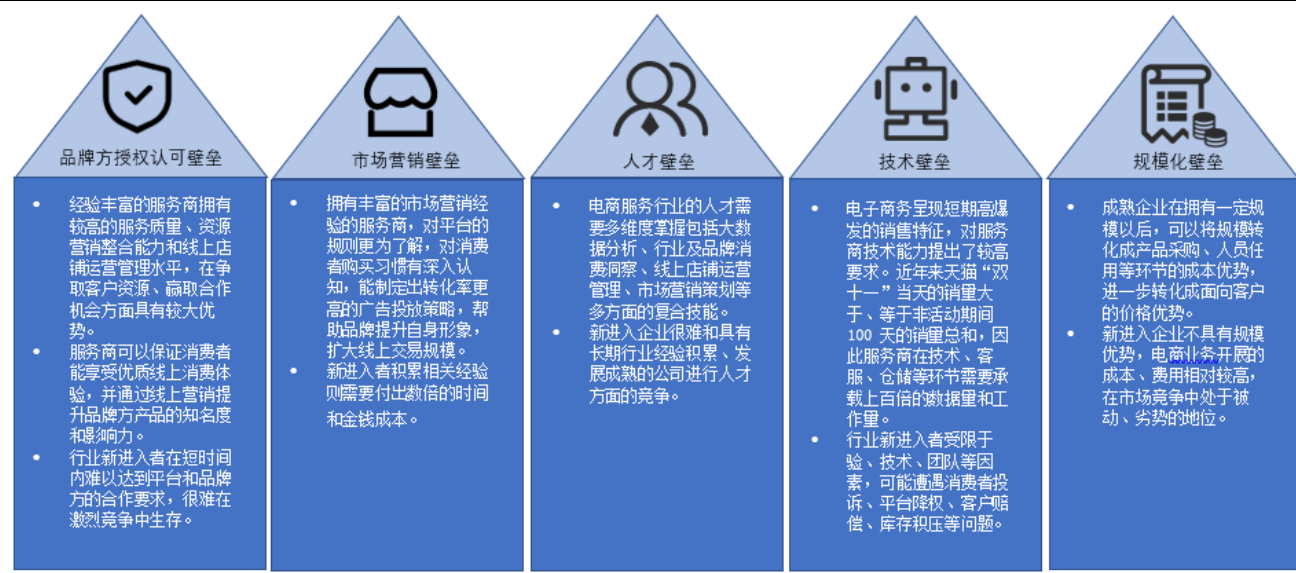 品牌方授权认可壁垒
• 经验丰富的服务商拥有
较高的服务质量、资源
营销整合能力和线上店
铺运营管理水平，在争
取客户资源、赢取合作
机会方面具有较大优
势。
• 服务商可以保证消费者
能享受优质线上消费体
验，并通过线上营销提
升品牌方产品的知名度
和影响力。
• 行业新进入者在短时间
内难以达到平台和品牌
方的合作要求，很难在
激烈竞争中生存。
市场营销壁垒
• 拥有丰富的市场营销经
验的服务商，对平台的
规则更为了解，对消费
者购买习惯有深入认
知，能制定出转化率更
高的广告投放策略，帮
助品牌提升自身形象，
扩大线上交易规模。
• 新进入者积累相关经验
则需要付出数倍的时间
和金钱成本。
人才壁垒
• 电商服务行业的人才需
要多维度掌握包括大数
据分析、行业及品牌消
费洞察、线上店铺运营
管理、市场营销策划等
多方面的复合技能。
• 新进入企业很难和具有
长期行业经验积累、发
展成熟的公司进行人才
方面的竞争。
技术壁垒
• 电子商务呈现短期高爆
发的销售特征，对服务
商技术能力提出了较高
要求。近年来天猫“双
十一”当天的销量大
于、等于非活动期间
100 天的销量总和，因
此服务商在技术、客
服、仓储等环节需要承
载上百倍的数据量和工
作量。
• 行业新进入者受限于
验、技术、团队等因
素，可能遭遇消费者投
诉、平台降权、客户赔
偿、库存积压等问题。
规模化壁垒
• 成熟企业在拥有一定规
模以后，可以将规模转
化成产品采购、人员任
用等环节的成本优势，
进一步转化成面向客户
的价格优势。
• 新进入企业不具有规模
优势，电商业务开展的
成本、费用相对较高，
在市场竞争中处于被
动、劣势的地位。